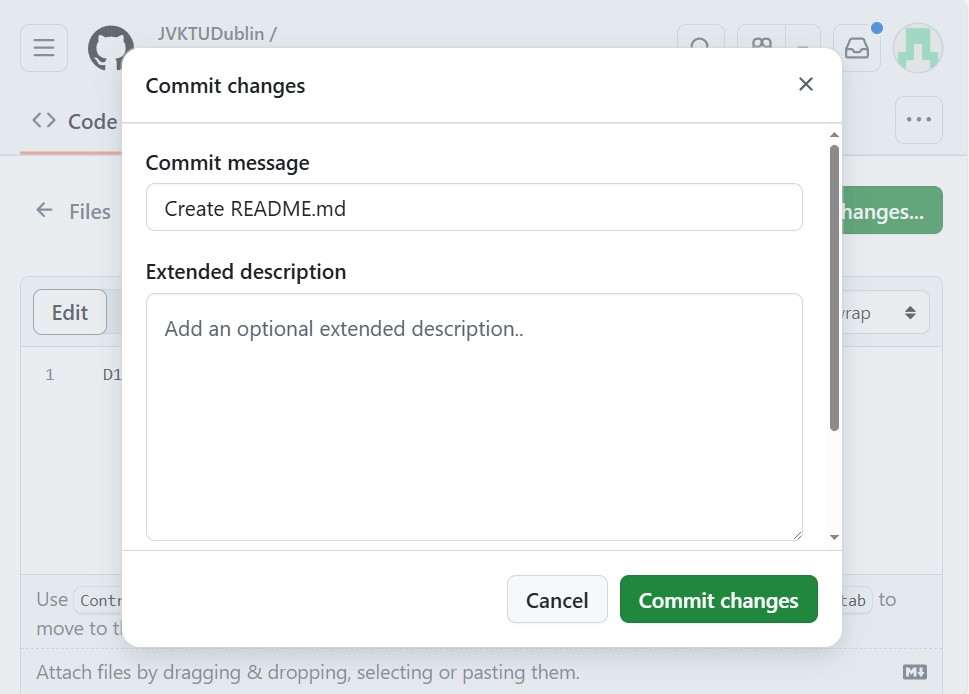 JVKTUDublin /
Commit changes
Code
Commit message
Create README.md
Files
hanges...
Extended description
Add an optional extended description..
Edit
rap
1 D1
Use Contr tab to
move to th
Cancel
Commit changes
Attach files by dragging & dropping, selecting or pasting them.